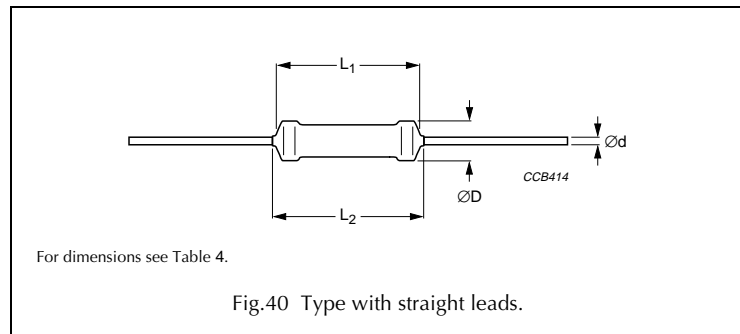 L1
Ød
CCB414
ØD
L2
For dimensions see Table 4.
Fig.40 Type with straight leads.